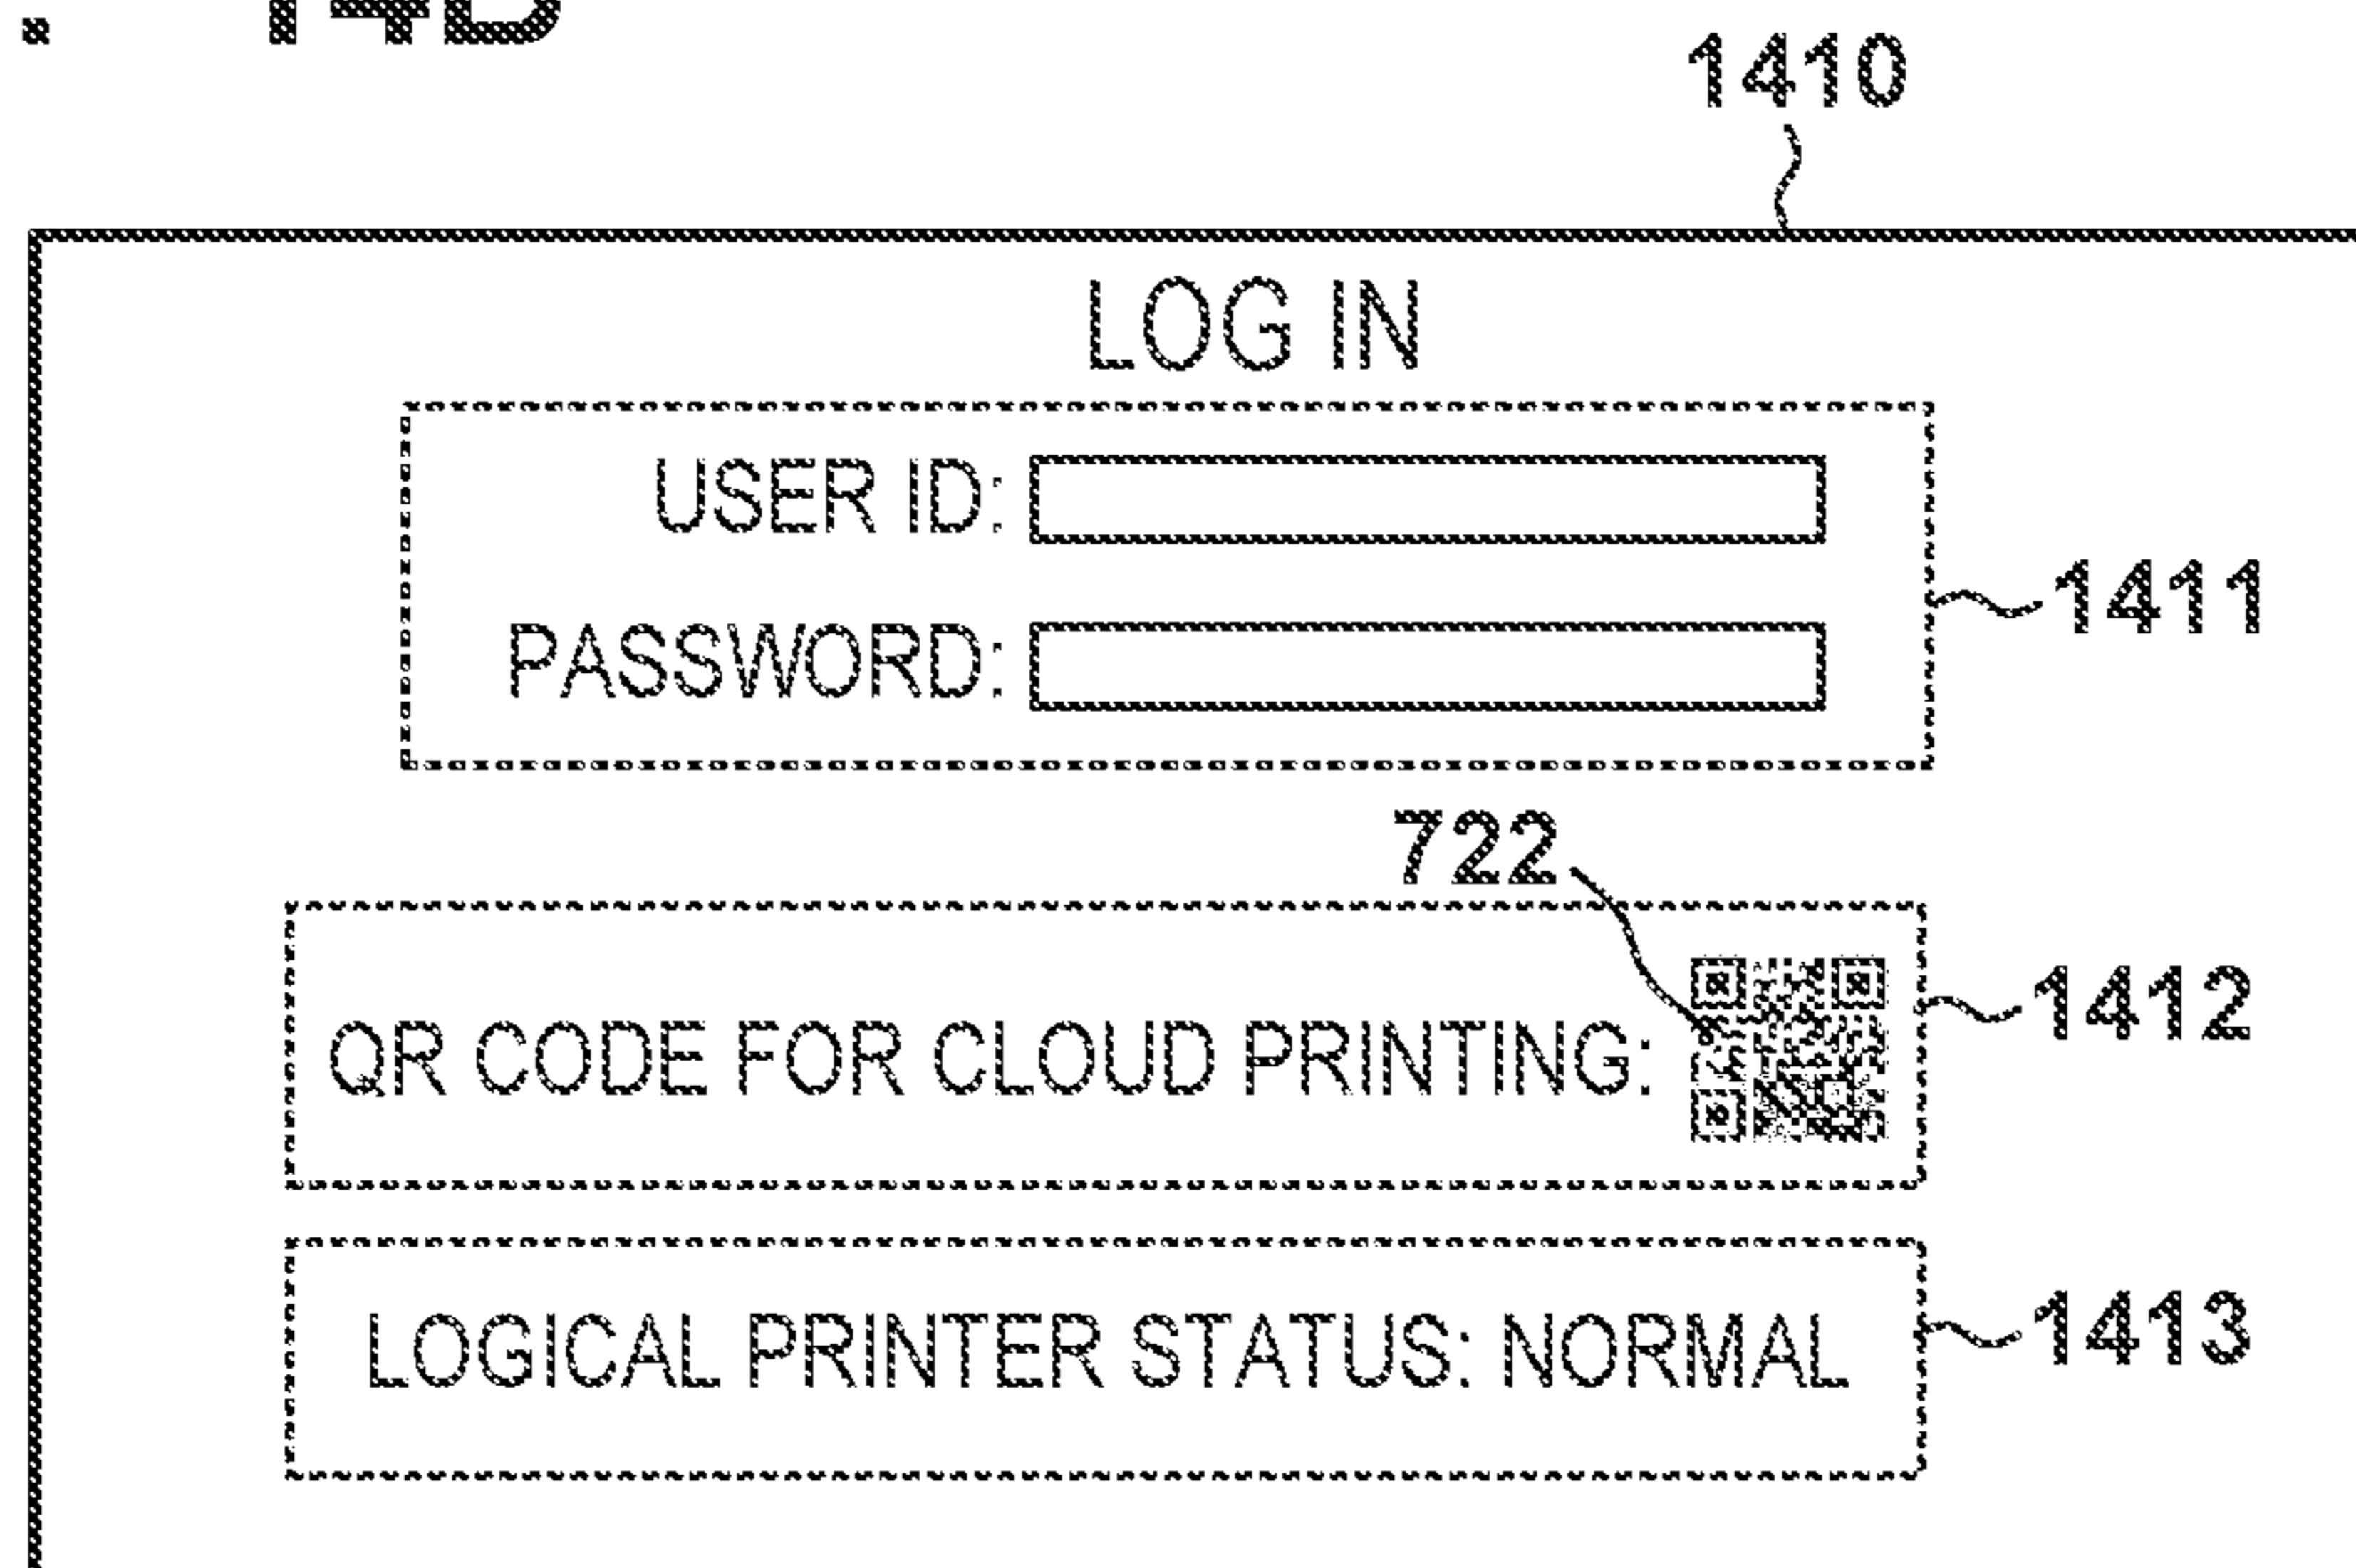 1410
LOG IN
USER ID:
PASSWORD:
1411
722
QR CODE FOR CLOUD PRINTING:
1412
LOGICAL PRINTER STATUS: NORMAL
1413